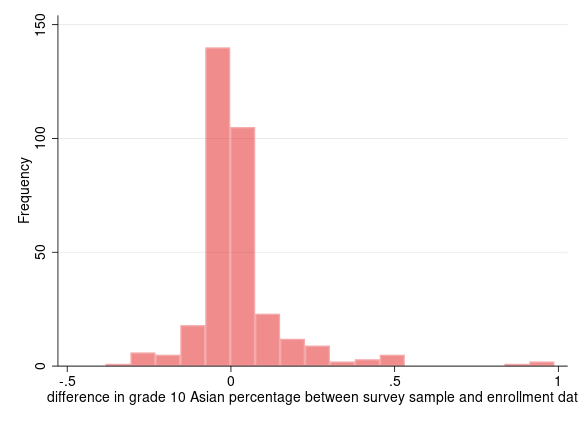 150
100
50
0
Frequency
-.5 0 .5 1
difference in grade 10 Asian percentage between survey sample and enrollment dat